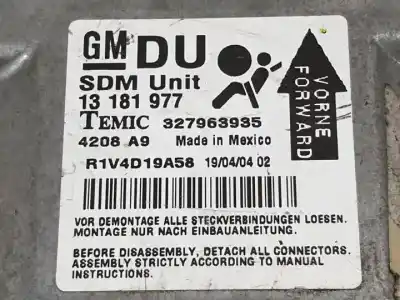 GM DU
SDM Unit
13 181 977
TEMIC 327963935
4208 A9 Made in Mexico
R1V4D19A58 19/04/04 02
VORNE
FORWARD
VOR DEMONTAGE ALLE STECKVERBINDUNGEN LOESEN.
MONTAGE NUR NACH EINBAUANLEITUNG.
BEFORE DISASSEMBLY, DETACH ALL CONNECTORS.
ASSEMBLY STRICTLY ACCORDING TO MANUAL
INSTRUCTIONS.